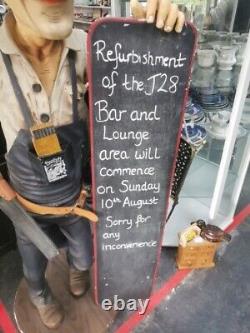 Refurbishment
of the J28
Bar and
Lounge
area will
commence
on Sunday
10th August
Sorry for
any
inconvenience